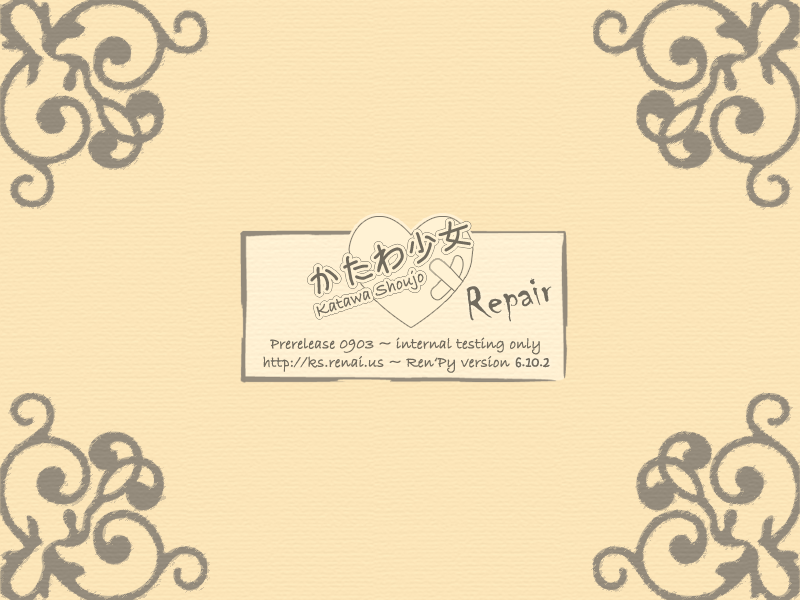 かたわ少女
Katawa Shoujo
Repair
Prerelease 0903 ~ internal testing only
http://ks.renai.us ~ Ren'Py version 6.10.2